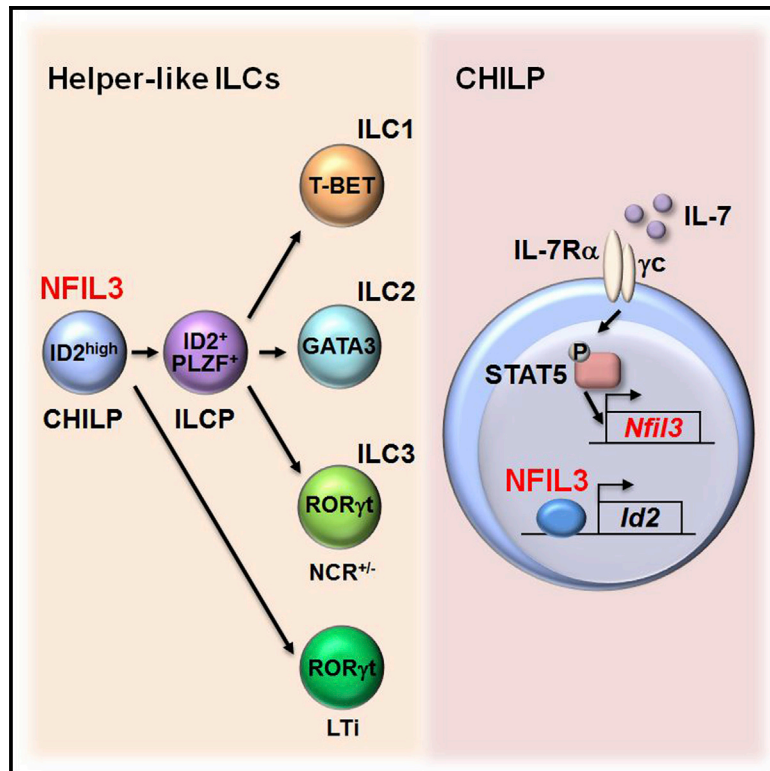 Helper-like ILCs
ILC1
T-BET
NFIL3
ID2high
CHILP
ID2+
PLZF+
ILCP
ILC2
GATA3
ILC3
RORγt
NCR+/-
RORγt
LTi
CHILP
IL-7
IL-7Rα
γc
P
STAT5
Nfil3
NFIL3
Id2